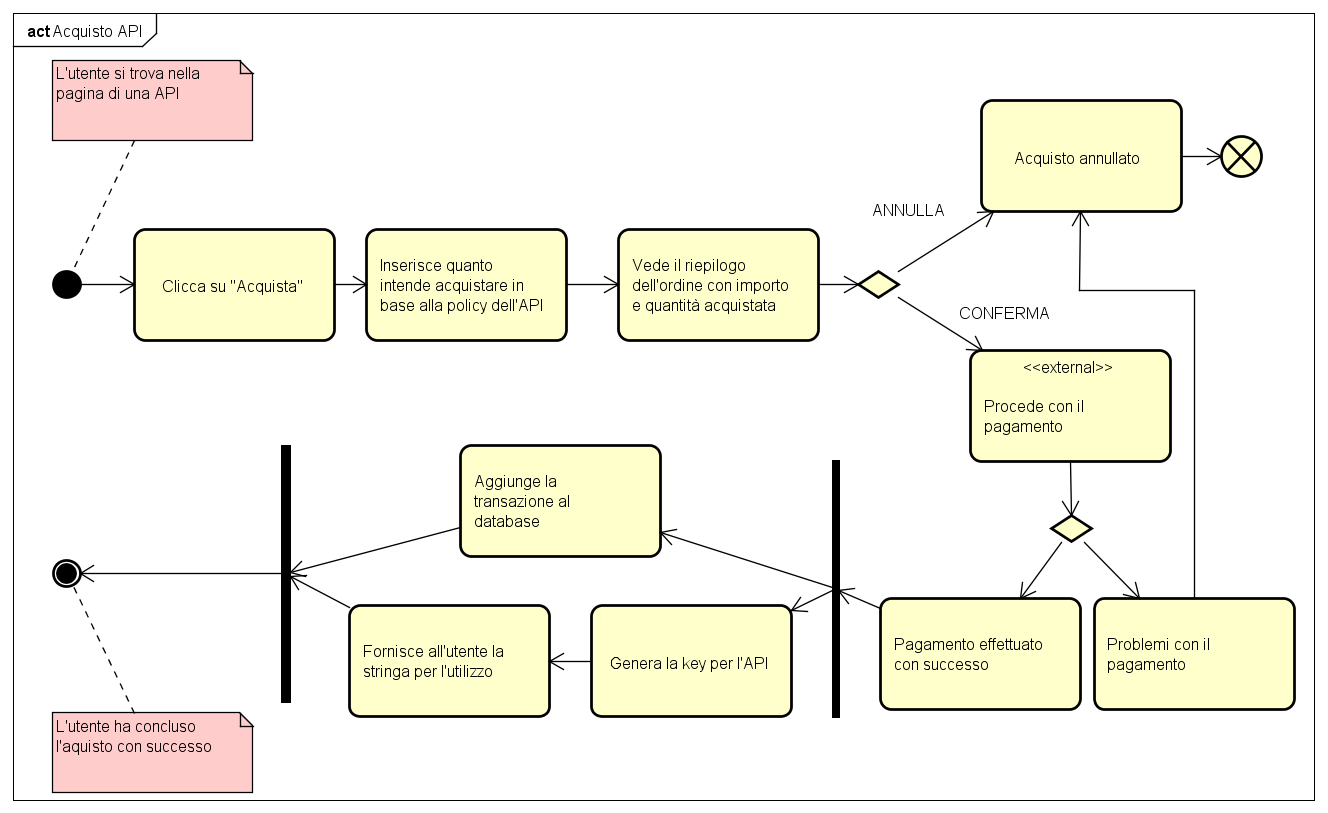 act Acquisto API
L'utente si trova nella
pagina di una API
Acquisto annullato
ANNULLA
Clicca su "Acquista"
Inserisce quanto
intende acquistare in
base alla policy dell'API
Vede il riepilogo
dell'ordine con importo
e quantità acquistata
CONFERMA
<<external>>
Procede con il
pagamento
Aggiunge la
transazione al
database
Fornisce all'utente la
stringa per l'utilizzo
Genera la key per l'API
Pagamento effettuato
con successo
Problemi con il
pagamento
L'utente ha concluso
l'aquisto con successo